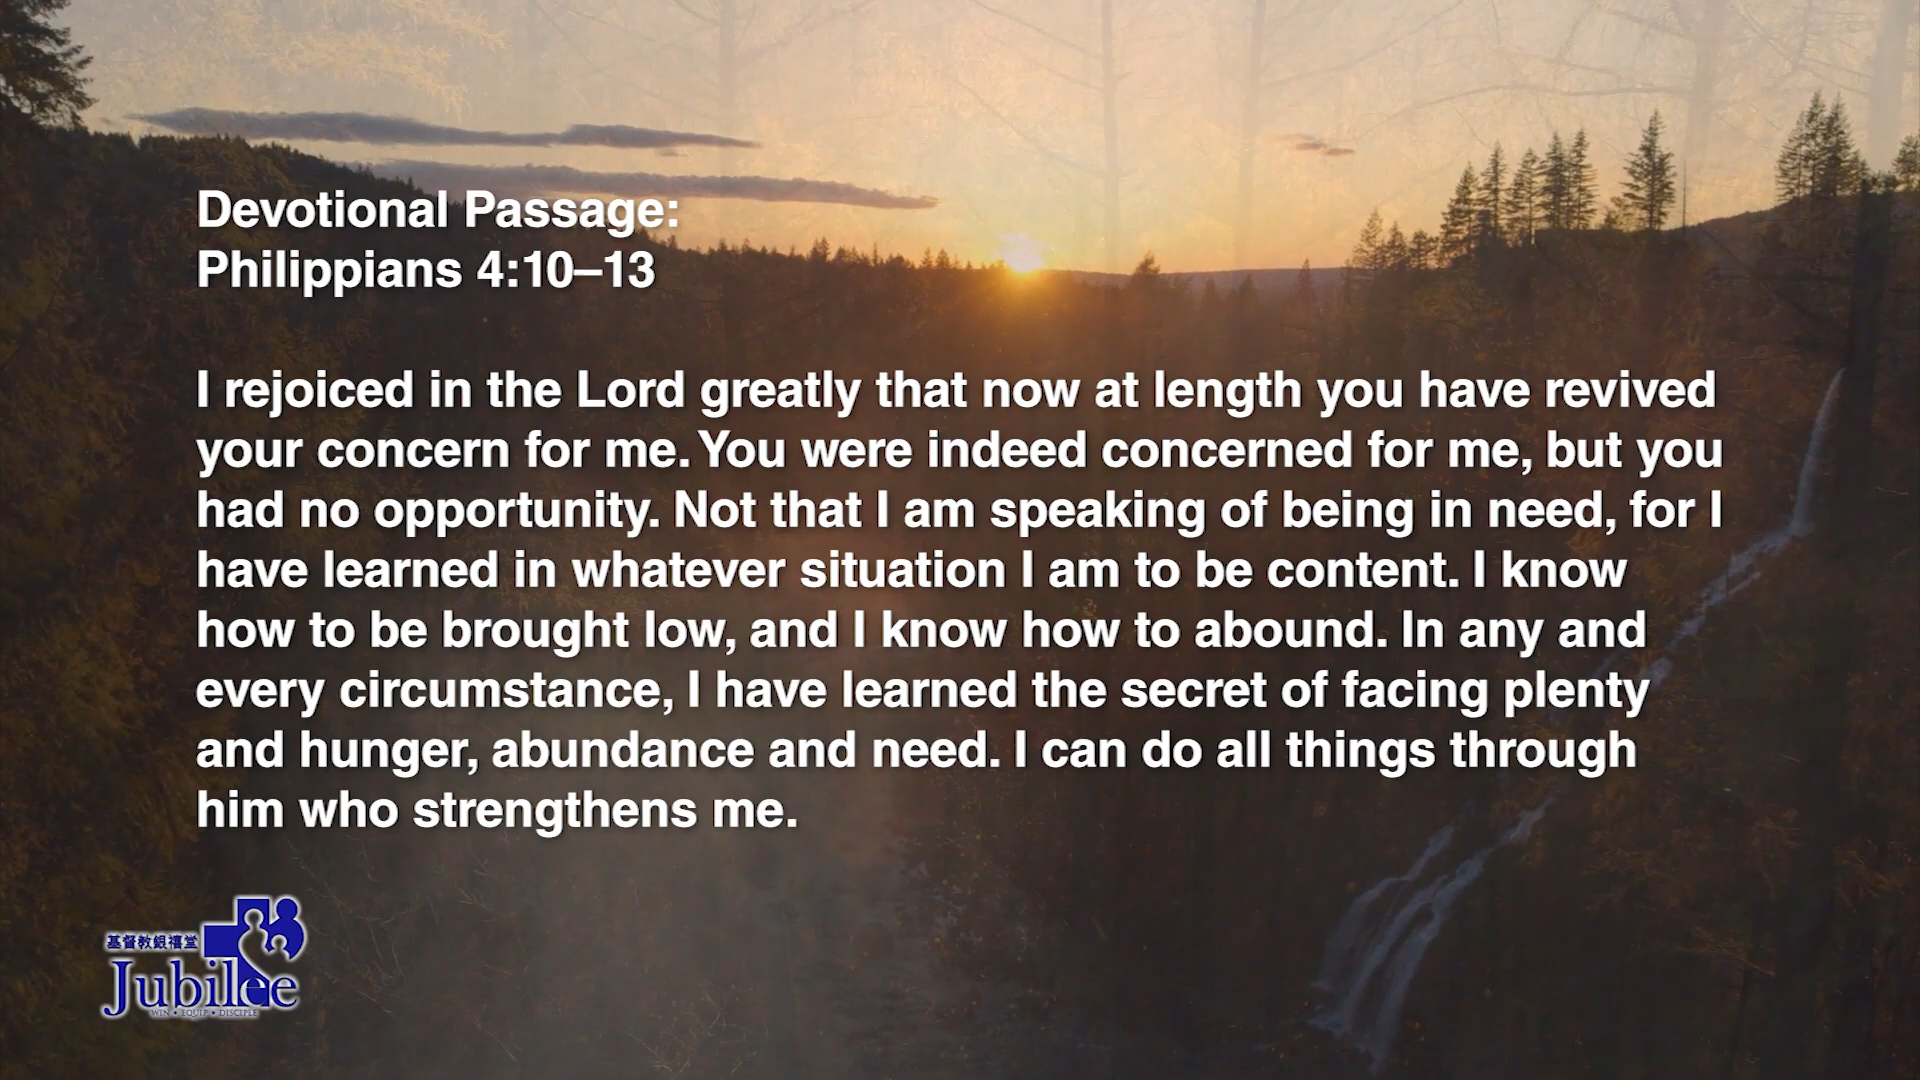 Devotional Passage:
Philippians 4:10–13
I rejoiced in the Lord greatly that now at length you have revived
your concern for me. You were indeed concerned for me, but you
had no opportunity. Not that I am speaking of being in need, for I
have learned in whatever situation I am to be content. I know
how to be brought low, and I know how to abound. In any and
every circumstance, I have learned the secret of facing plenty
and hunger, abundance and need. I can do all things through
him who strengthens me.
基督教銀禧堂
Jubilee
WIN • EQUIP • DISCIPLE